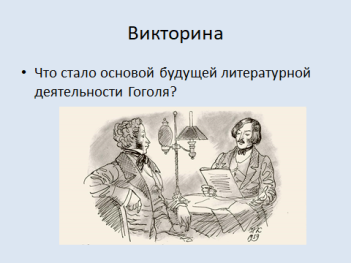 Викторина
• Что стало основой будущей литературной
деятельности Гоголя?